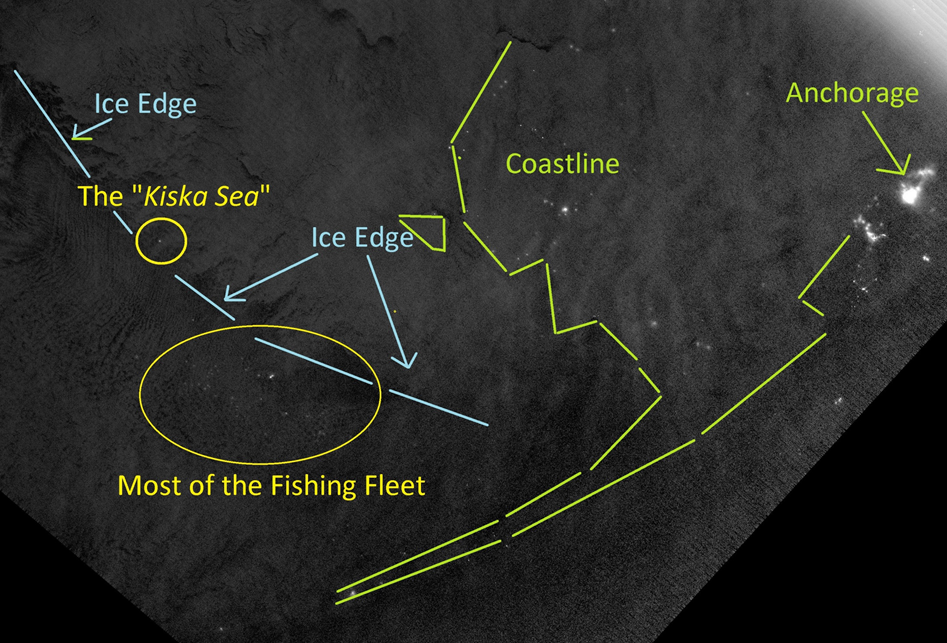 Ice Edge
Anchorage
Coastline
The "Kiska Sea"
Ice Edge
Most of the Fishing Fleet